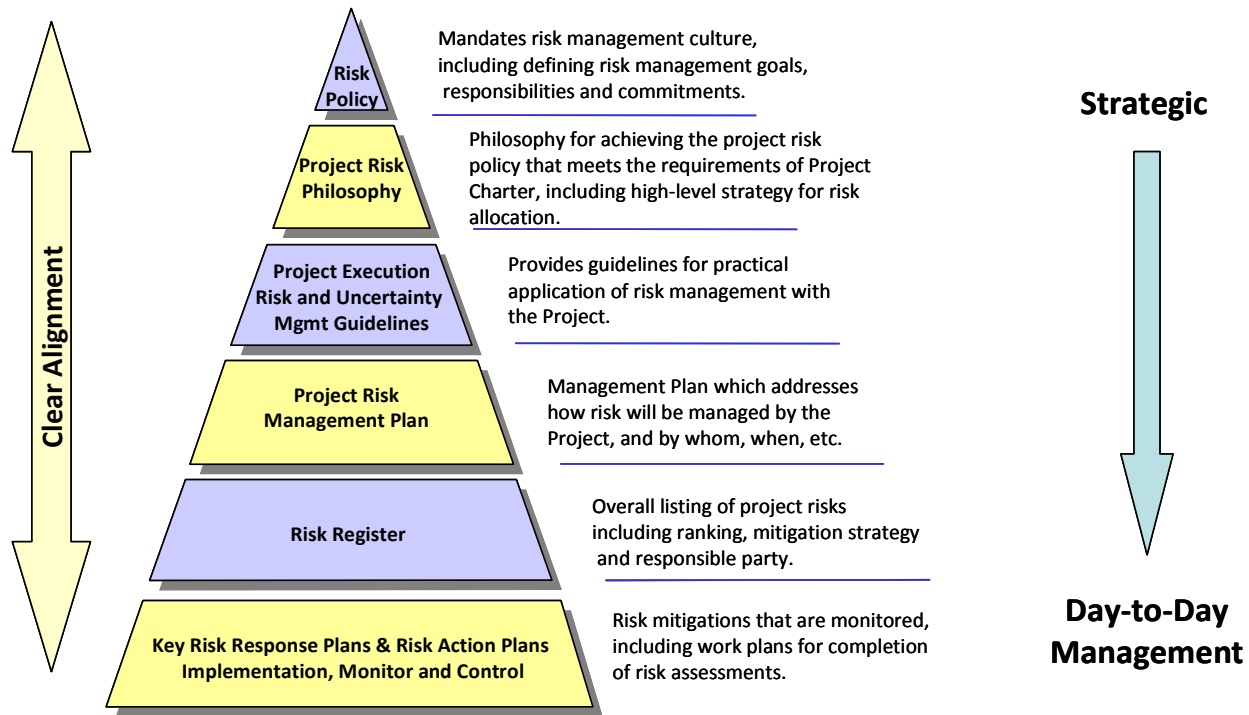 Clear Alignment
Risk
Policy
Mandates risk management culture,
including defining risk management goals,
responsibilities and commitments.
Project Risk
Philosophy
Philosophy for achieving the project risk
policy that meets the requirements of Project
Charter, including high-level strategy for risk
allocation.
Project Execution
Risk and Uncertainty
Mgmt Guidelines
Provides guidelines for practical
application of risk management with
the Project.
Project Risk
Management Plan
Management Plan which addresses
how risk will be managed by the
Project, and by whom, when, etc.
Risk Register
Overall listing of project risks
including ranking, mitigation strategy
and responsible party.
Key Risk Response Plans & Risk Action Plans
Implementation, Monitor and Control
Risk mitigations that are monitored,
including work plans for completion
of risk assessments.
Strategic
Day-to-Day
Management